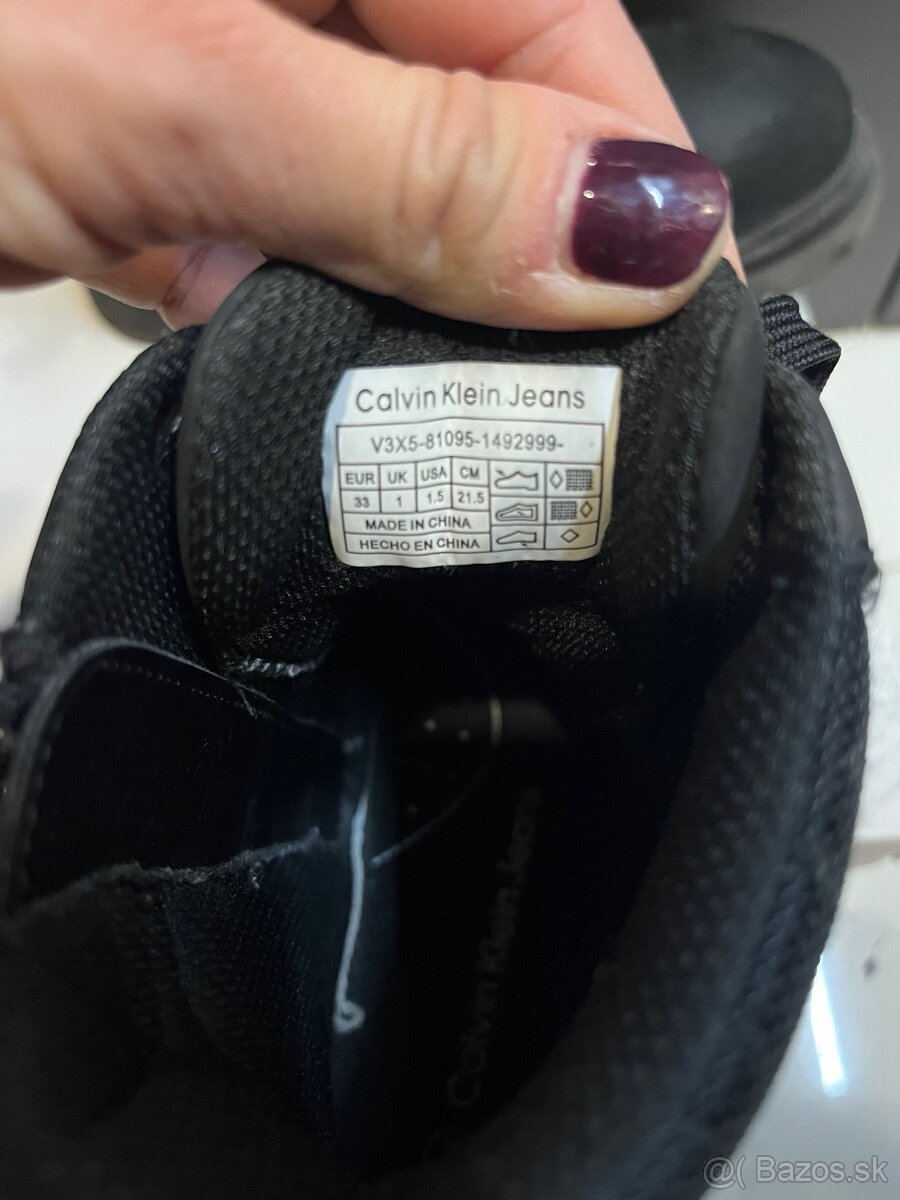 Calvin Klein Jeans
V3X5-81095-1492999-
EUR UK USA CM
33 1 1,5 21.5
MADE IN CHINA
HECHO EN CHINA
Calvin Klein Jeans
@( Bazos.sk